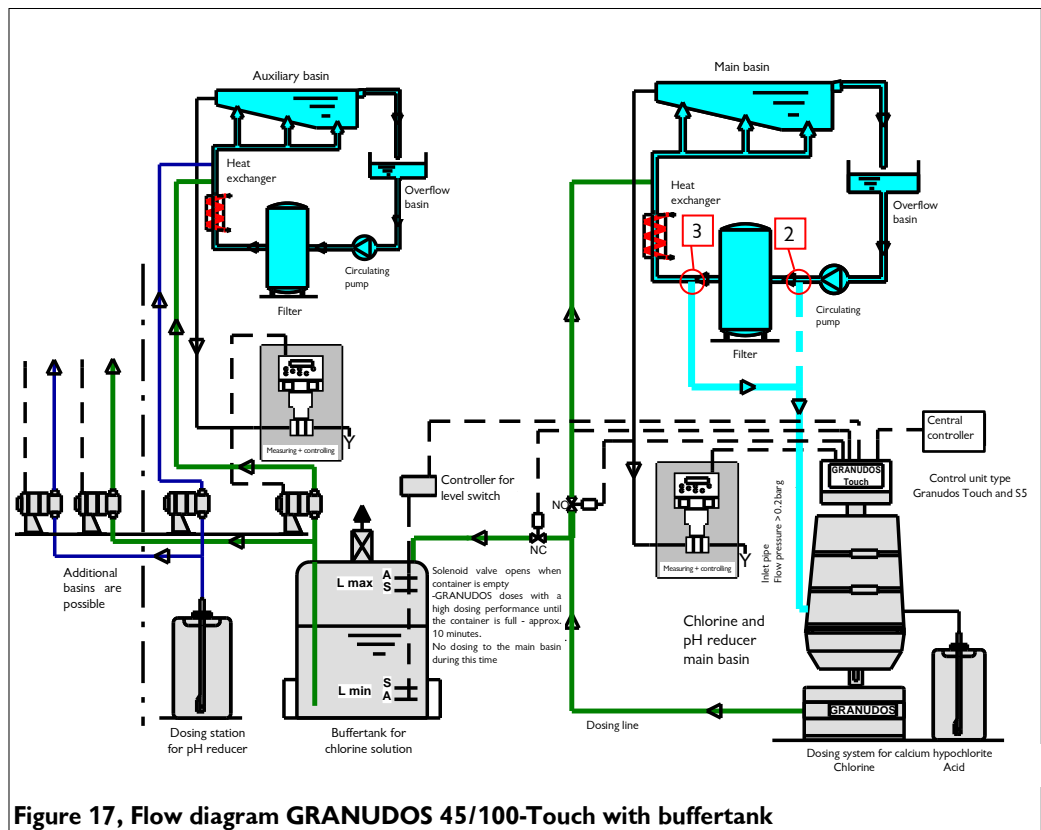 Auxiliary basin
Main basin
Heat
exchanger
Overflow
basin
Circulating
pump
Filter
Heat
exchanger
3
2
Overflow
basin
Circulating
pump
Filter
Measuring + controlling
Controller for
level switch
NC
NC
Measuring + controlling
Inlet pipe
Flow pressure > 0.2barg
GRANUDOS
Touch
Central
controller
Control unit type
Granudos Touch and S5
Additional
basins are
possible
L max
A
S
L min
S
A
Solenoid valve opens when
container is empty
-GRANUDOS doses with a
high dosing performance until
the container is full - approx.
10 minutes.
No dosing to the main basin
during this time
Chlorine and
pH reducer
main basin
Dosing station
for pH reducer
Buffertank for
chlorine solution
Dosing line
GRANUDOS
Dosing system for calcium hypochlorite
Chlorine
Acid
Figure 17, Flow diagram GRANUDOS 45/100-Touch with buffertank